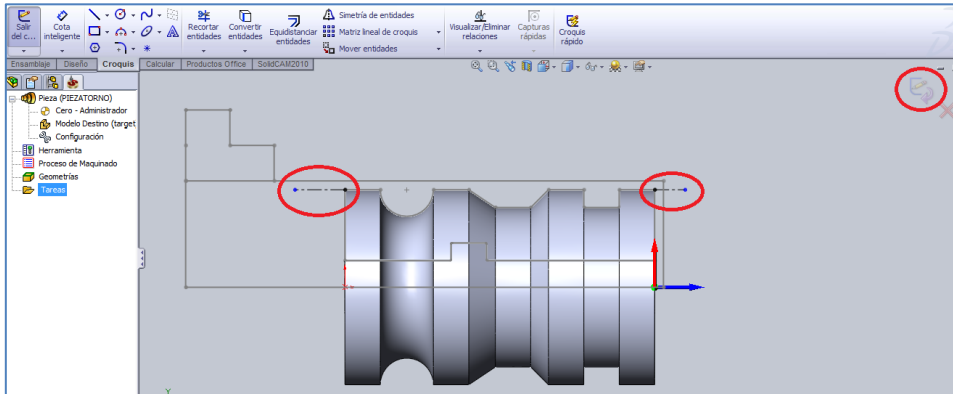 Salir del c...
Cota inteligente
Recortar entidades
Convertir entidades
Equidistanciar entidades
Simetría de entidades
Matriz lineal de croquis
Mover entidades
Visualizar/Eliminar relaciones
Capturas rápidas
Croquis rápido
Ensamblaje Diseño Croquis Calcular Productos Office SolidCAM2010
Pieza (PIEZATORNO)
Cero - Administrador
Modelo Destino (target
Configuración
Herramienta
Proceso de Maquinado
Geometrías
Tareas
Y